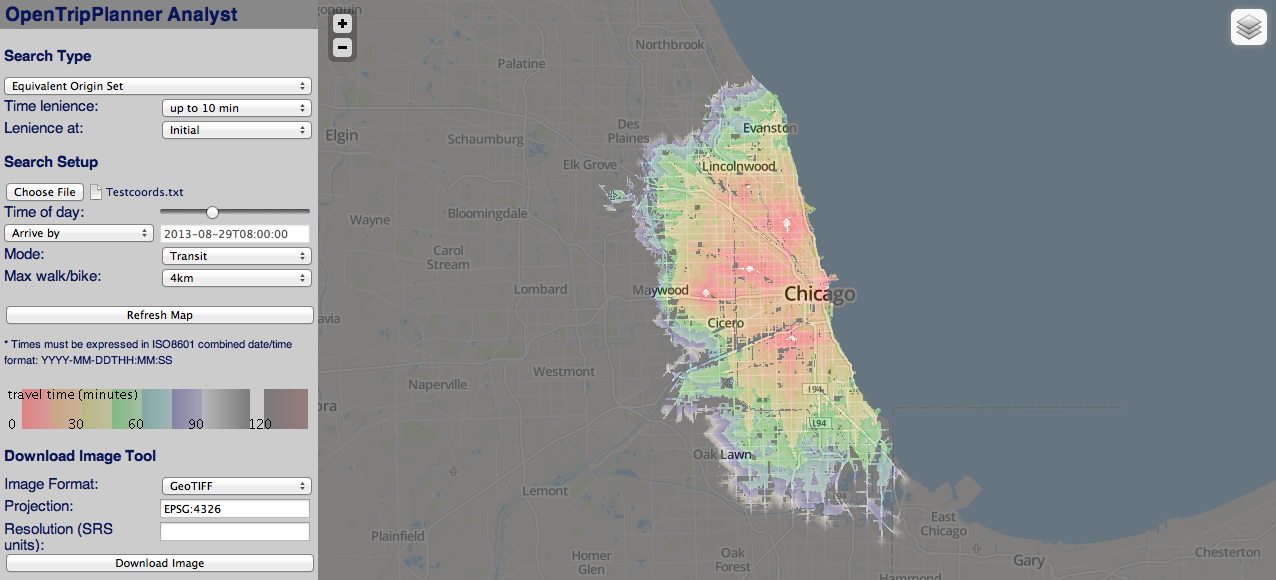 OpenTripPlanner Analyst
Search Type
Equivalent Origin Set
Time lenience: up to 10 min
Lenience at: Initial
Search Setup
Choose File Testcoords.txt
Time of day:
Arrive by 2013-08-29T08:00:00
Mode: Transit
Max walk/bike: 4km
Refresh Map
* Times must be expressed in ISO8601 combined date/time
format: YYYY-MM-DDTHH:MM:SS
travel time (minutes)
0 30 60 90 120
Download Image Tool
Image Format: GeoTIFF
Projection: EPSG:4326
Resolution (SRS
units):
Download Image
+
−
Northbrook
Palatine
Des
Plaines
Evanston
Elgin
Schaumburg
Elk Grove
Lincolnwood
Wayne
Bloomingdale
Carol
Stream
Lombard
Maywood
Chicago
Cicero
Westmont
Naperville
I 94
I 94
Oak Lawn
Lemont
I 94
East
Chicago
Plainfield
Homer
Glen
Oak
Forest
Gary
Chesterton
Hammond